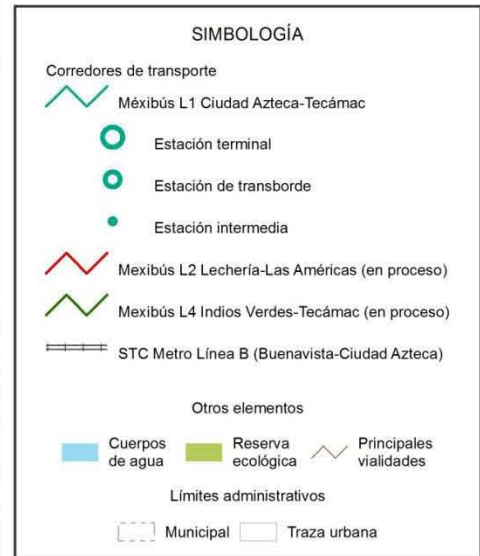 SIMBOLOGÍA
Corredores de transporte
Méxibús L1 Ciudad Azteca-Tecámac
Estación terminal
Estación de transborde
Estación intermedia
Mexibús L2 Lechería-Las Américas (en proceso)
Mexibús L4 Indios Verdes-Tecámac (en proceso)
STC Metro Línea B (Buenavista-Ciudad Azteca)
Otros elementos
Cuerpos de agua
Reserva ecológica
Principales vialidades
Límites administrativos
Municipal
Traza urbana